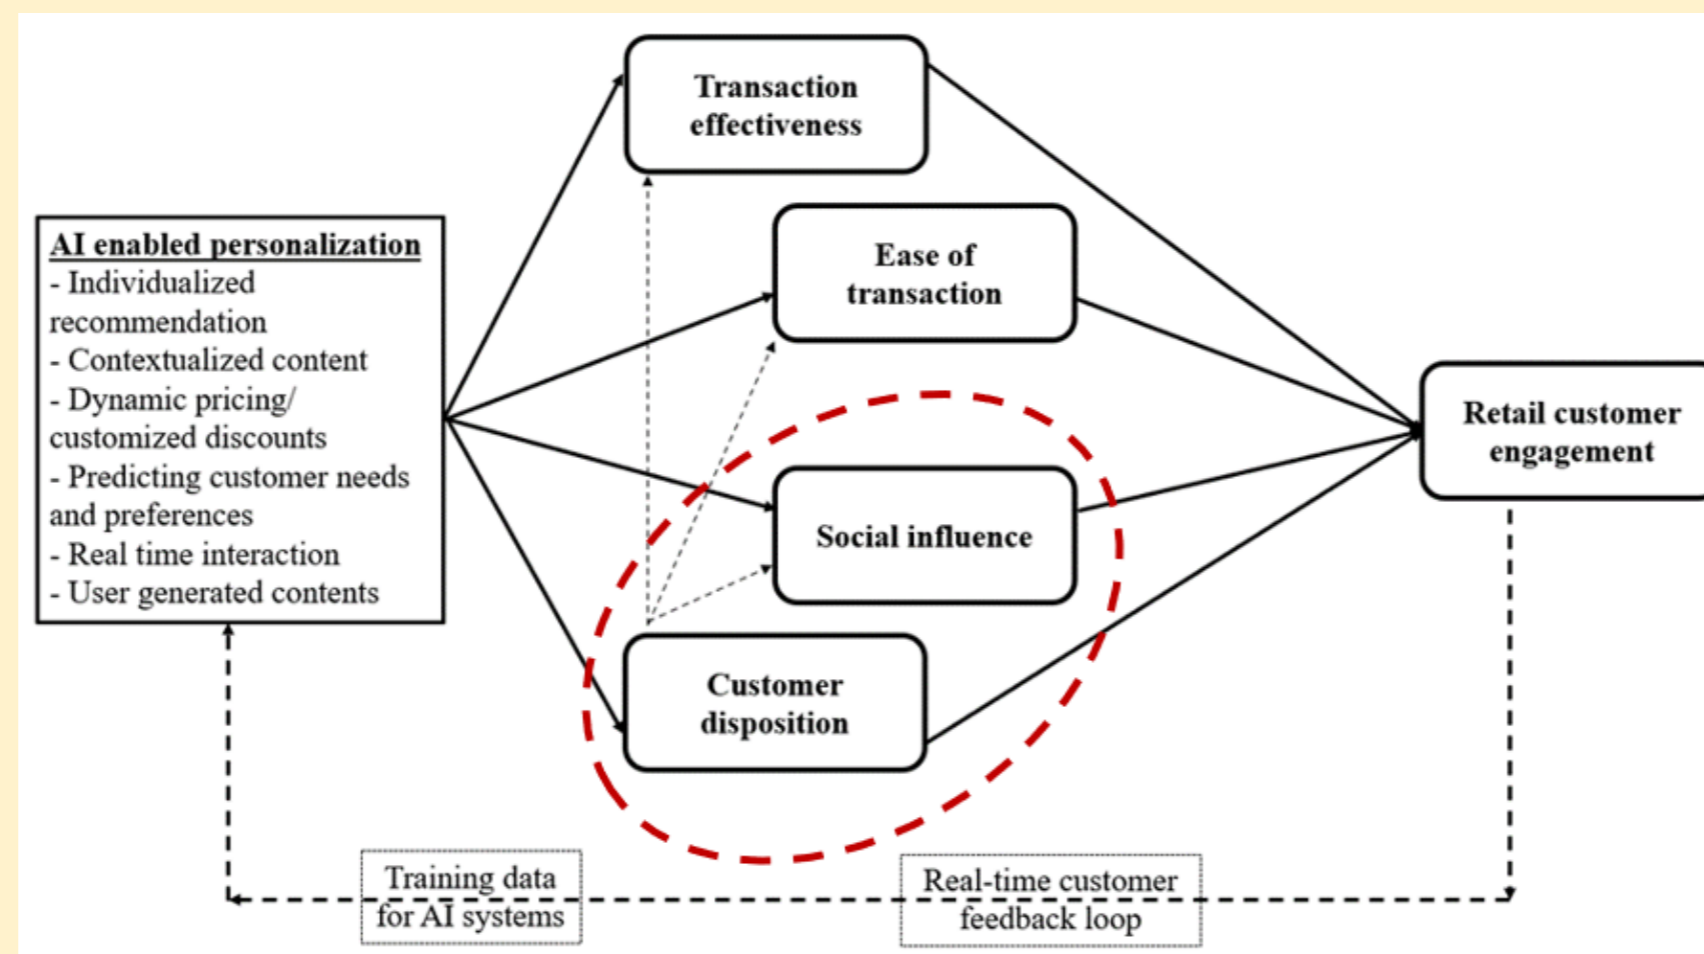 Transaction
effectiveness
Ease of
transaction
AI enabled personalization
- Individualized
recommendation
- Contextualized content
- Dynamic pricing/
customized discounts
- Predicting customer needs
and preferences
- Real time interaction
- User generated contents
Social influence
Customer
disposition
Retail customer
engagement
Training data
for AI systems
Real-time customer
feedback loop